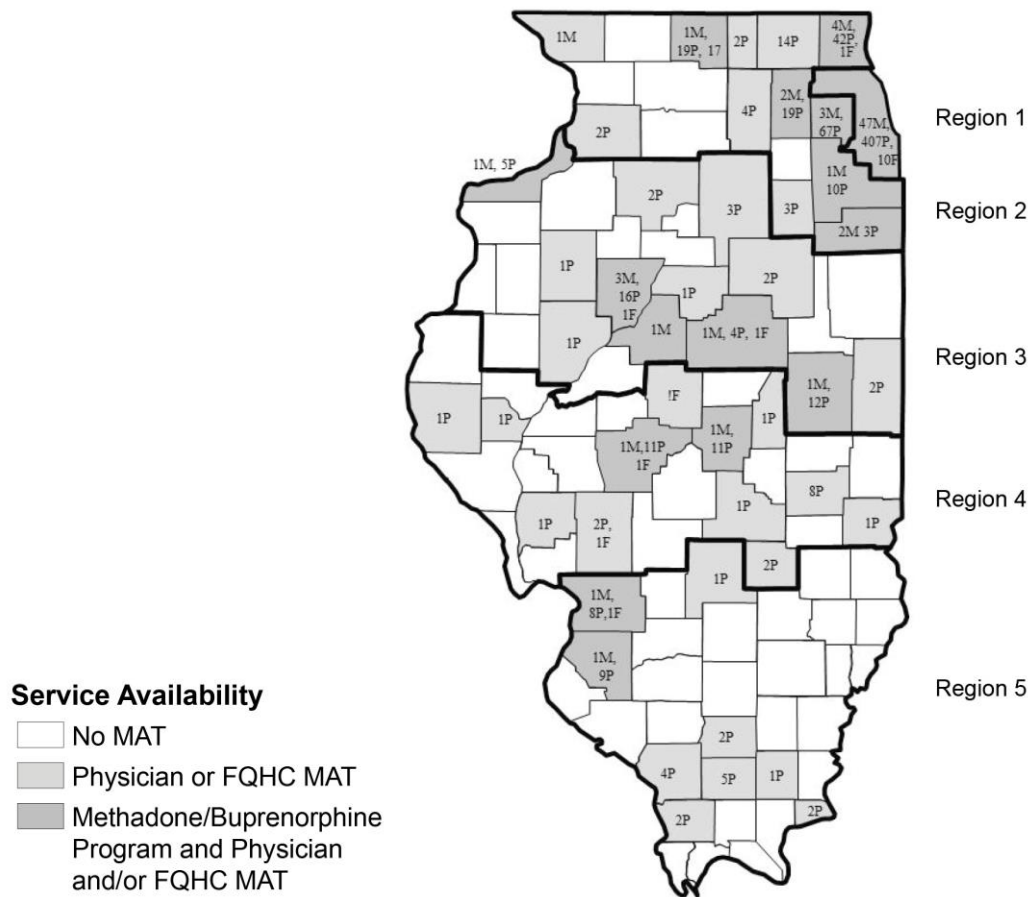 1M
1M,
19P, 17
2P
14P
4M,
42P,
1F
2P
4P
2M,
19P
3M,
67P
47M,
407P,
10F
Region 1
1M, 5P
2P
3P
3P
1M
10P
2M 3P
Region 2
1P
3M,
16P
1F
1P
2P
1P
1M
1M, 4P, 1F
1M,
12P
2P
Region 3
1P
1P
!F
1P
1M,11P
1F
1M,
11P
8P
1P
2P,
1F
1P
1P
2P
Region 4
1P
1M,
8P,1F
1M,
9P
2P
4P
5P
1P
2P
2P
Region 5
Service Availability
No MAT
Physician or FQHC MAT
Methadone/Buprenorphine
Program and Physician
and/or FQHC MAT